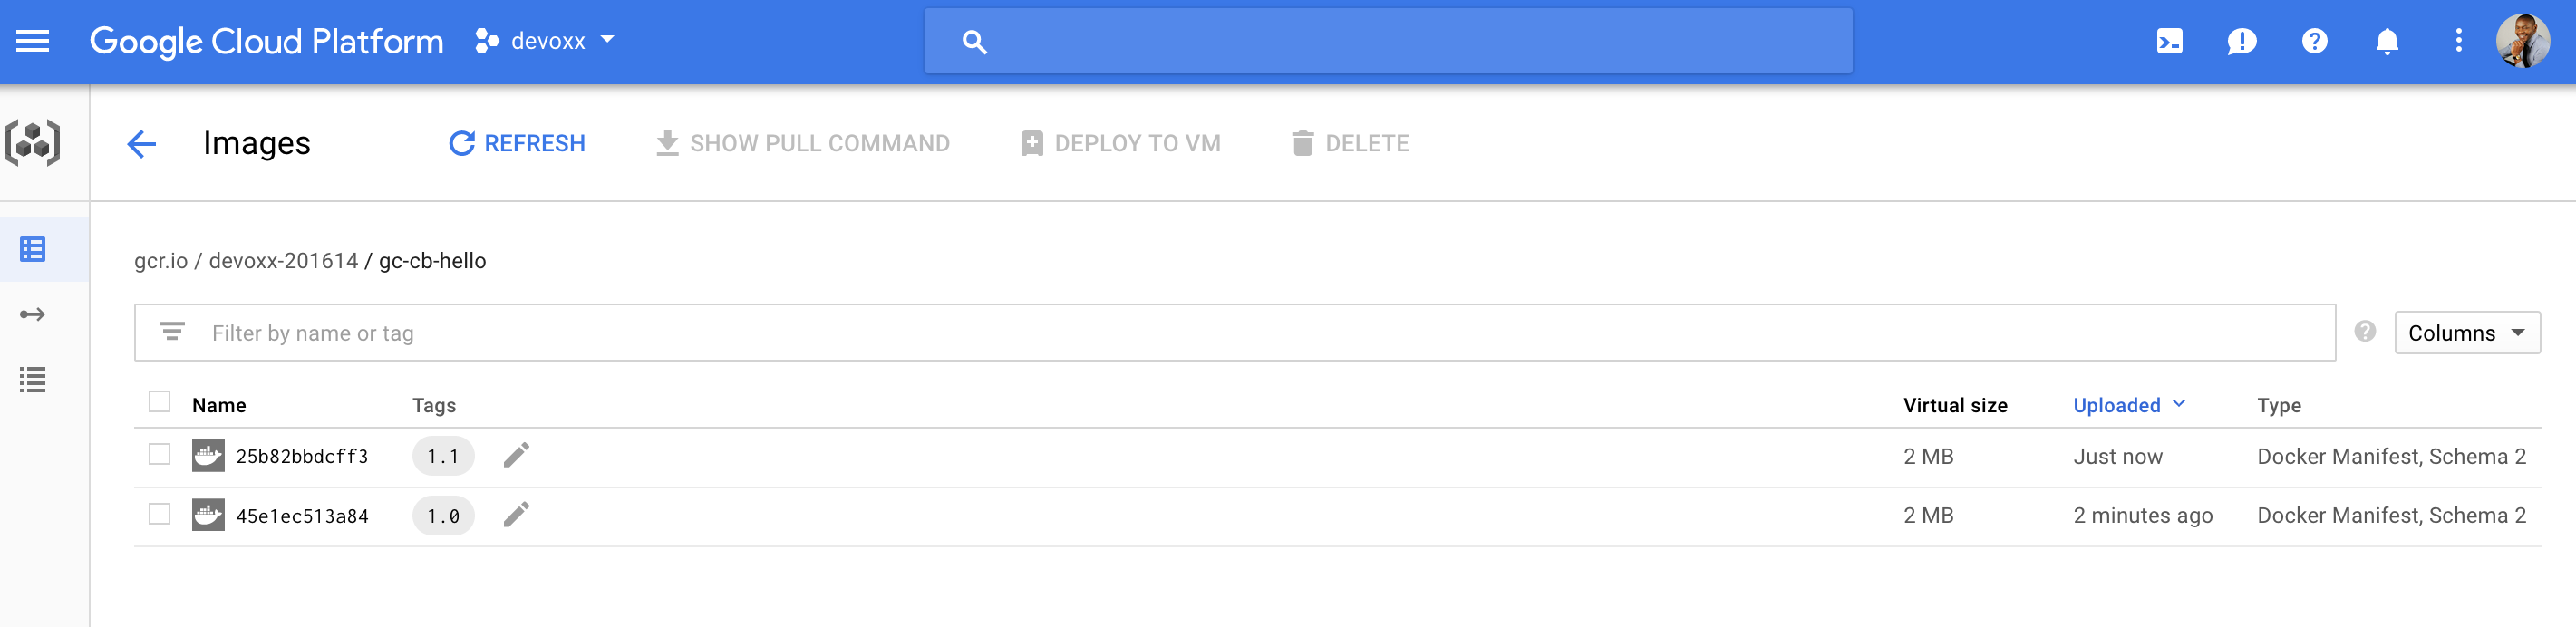 Google Cloud Platform devoxx
Images REFRESH SHOW PULL COMMAND DEPLOY TO VM DELETE
gcr.io / devoxx-201614 / gc-cb-hello
Filter by name or tag Columns
Name Tags Virtual size Uploaded Type
25b82bbdcff3 1.1 2 MB Just now Docker Manifest, Schema 2
45e1ec513a84 1.0 2 MB 2 minutes ago Docker Manifest, Schema 2